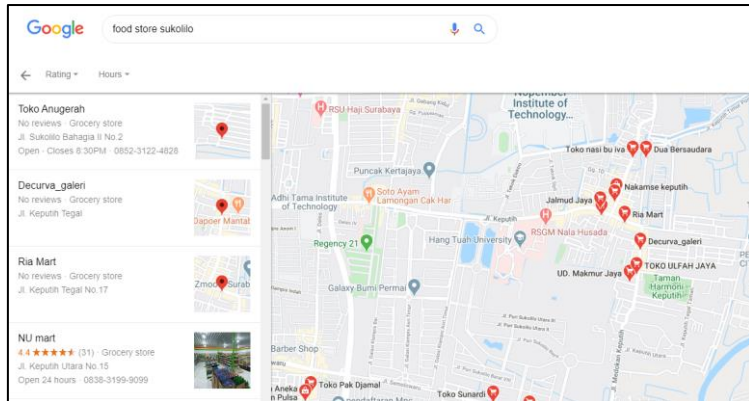 Google
food store sukolilo
Rating
Hours
Toko Anugerah
No reviews · Grocery store
Jl. Sukolilo Bahagia II No.2
Open · Closes 8:30PM · 0852-3122-4828
Decurva_galeri
No reviews · Grocery store
Jl. Keputih Tegal
Dapoer Mantab
Ria Mart
No reviews · Grocery store
Jl. Keputih Tegal No.17
NU mart
4.4 ★★★★★ (31) · Grocery store
Jl. Keputih Utara No.15
Open 24 hours · 0838-3199-9099
Institute of
Technology...
RSU Haji Surabaya
Toko nasi bu iva
Dua Bersaudara
Puncak Kertajaya
Adhi Tama Institute
of Technology
Soto Ayam
Lamongan Cak Har
Nakamse keputih
Jalmud Jaya
Jl. Keputih
Ria Mart
RSGM Nala Husada
Regency 21
Hang Tuah University
Decurva_galeri
TOKO ULFAH JAYA
UD. Makmur Jaya
Taman
Harmoni
Keputih
Galaxy Bumi Permai
Barber Shop
Toko Pak Djamal
Toko Sunardi
Aneka
Pulsa